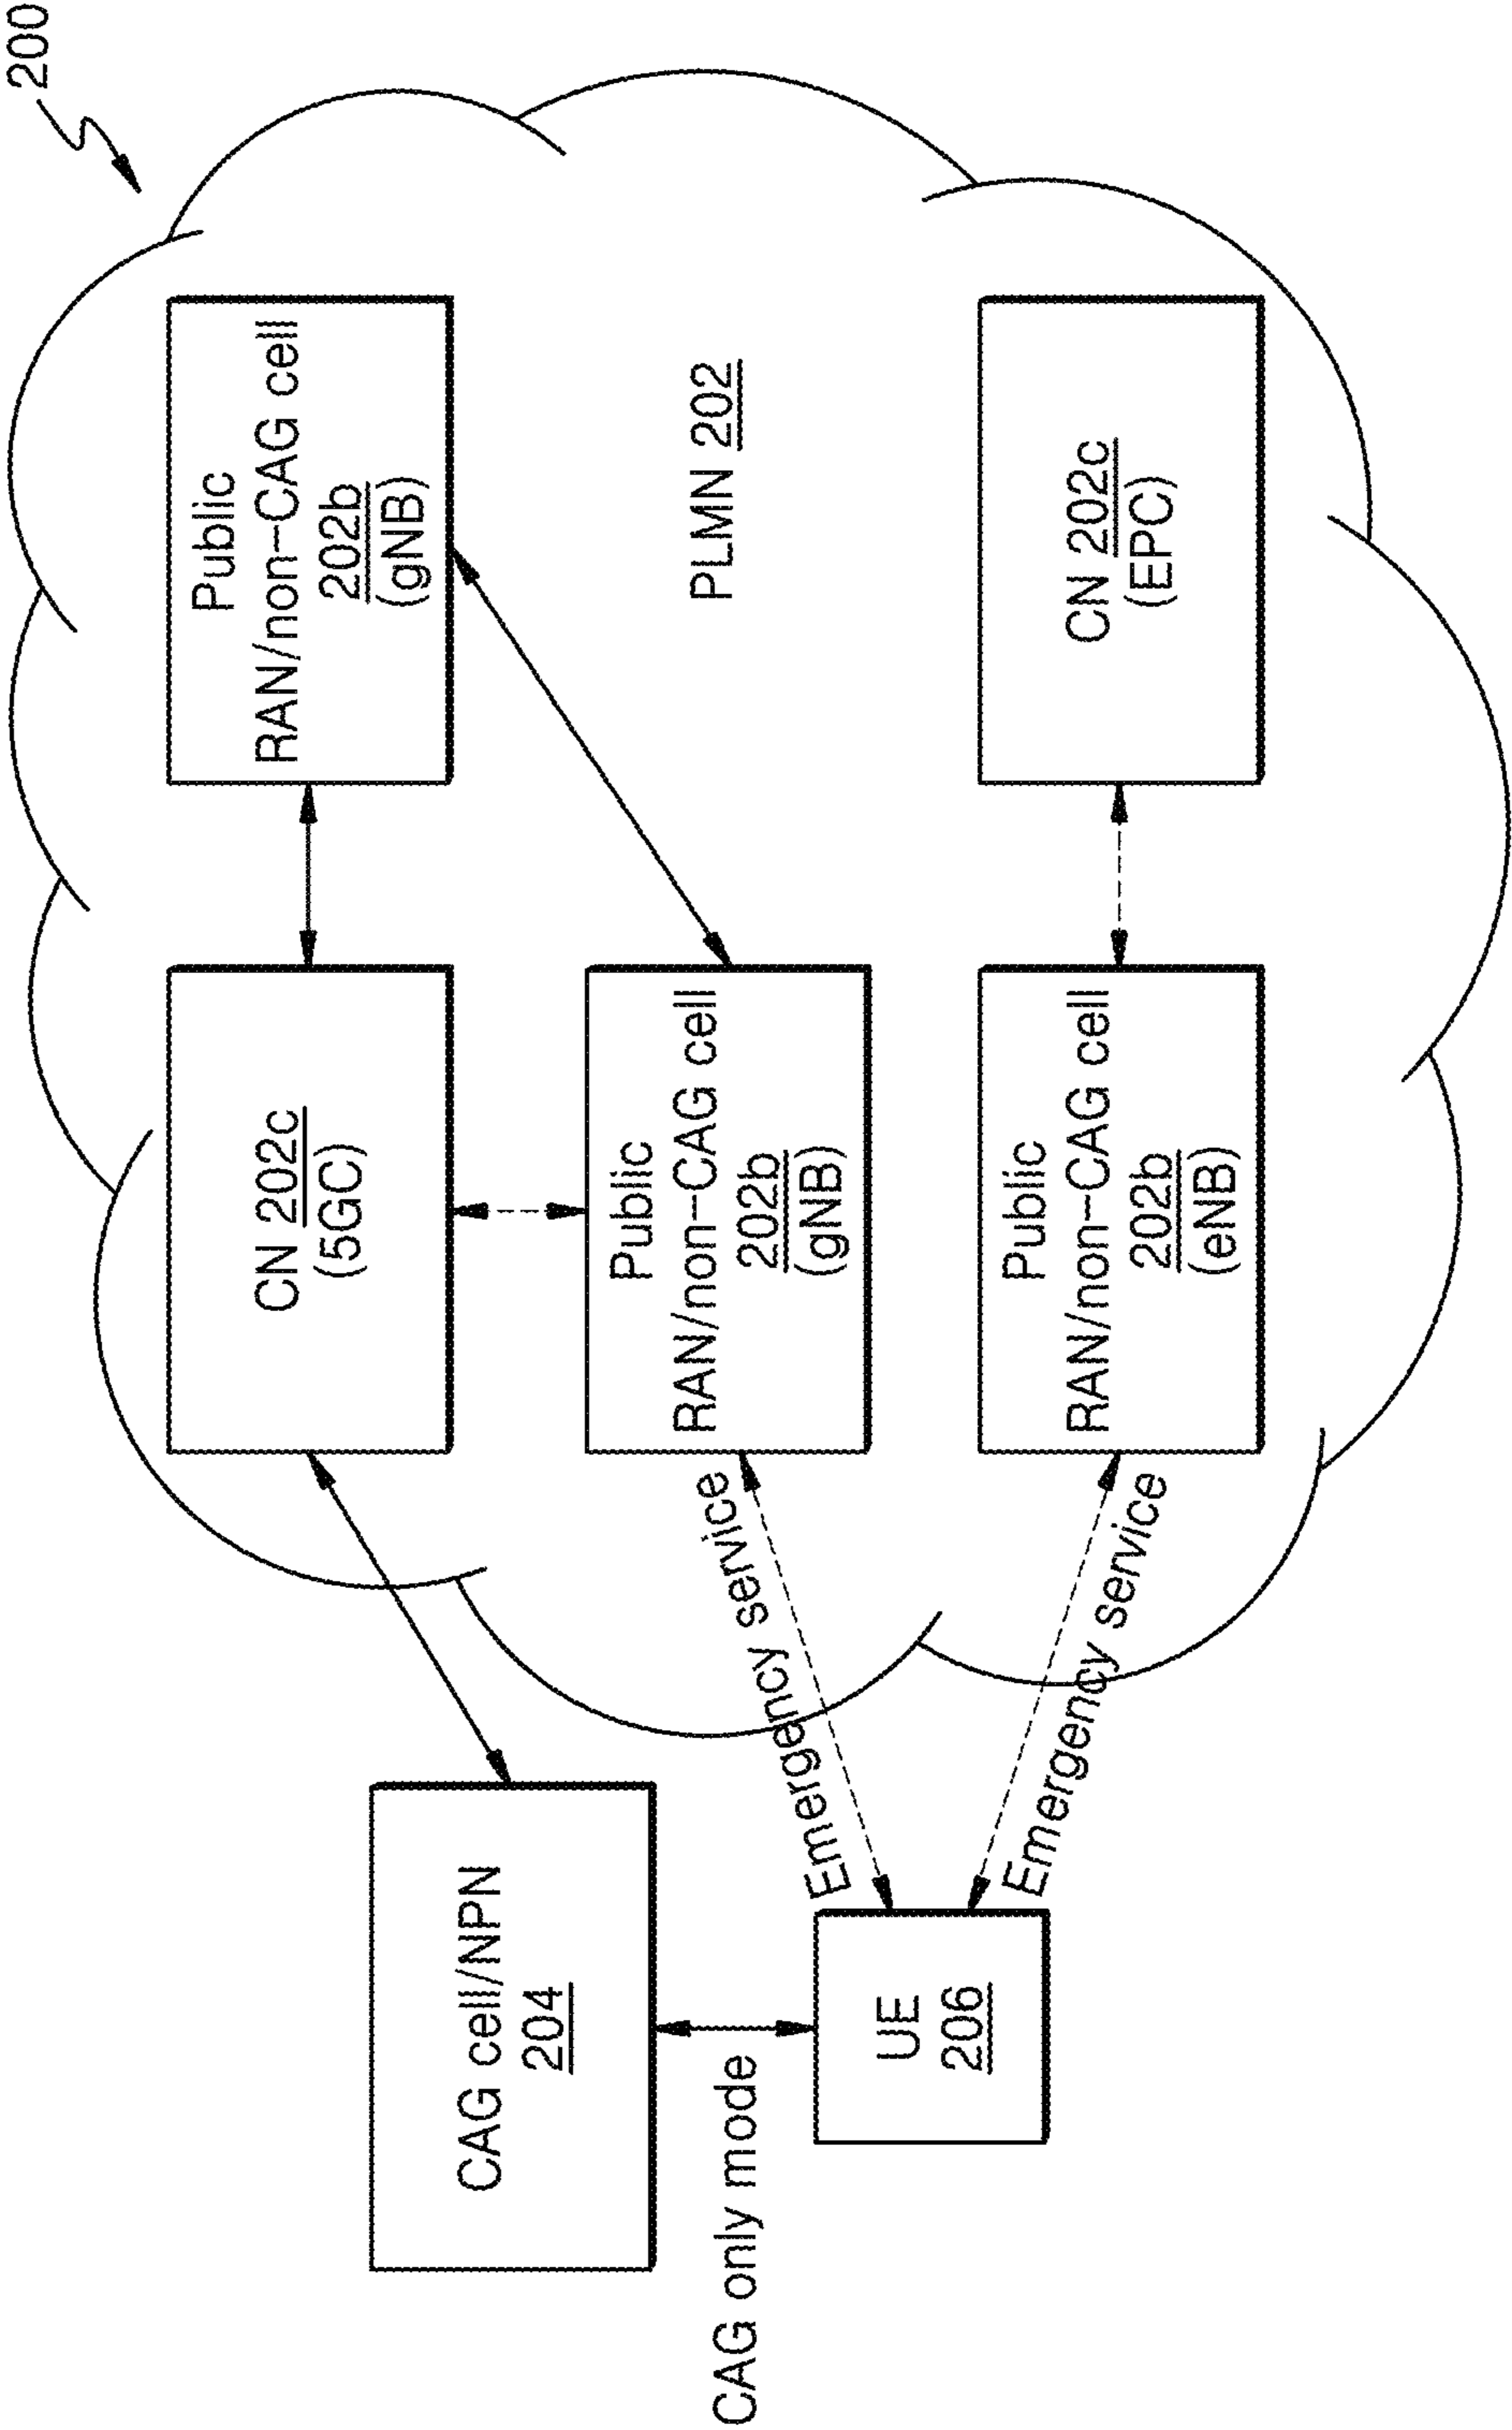 200
CAG cell/NPN
204
CN 202c
(5GC)
Public
RAN/non-CAG cell
202b
(gNB)
CAG only mode
UE
206
Emergency service
Public
RAN/non-CAG cell
202b
(gNB)
PLMN 202
Emergency service
Public
RAN/non-CAG cell
202b
(eNB)
CN 202c
(EPC)